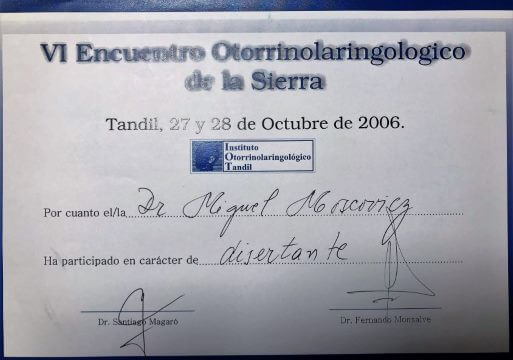 VI Encuentro Otorrinolaringologico
de la Sierra
Tandil, 27 y 28 de Octubre de 2006.
Instituto
Otorrinolaringológico
Tandil
Por cuanto el/la Dr Miguel Moscovicz
Ha participado en carácter de disertante
Dr. Santiago Magaró
Dr. Fernando Monsalve